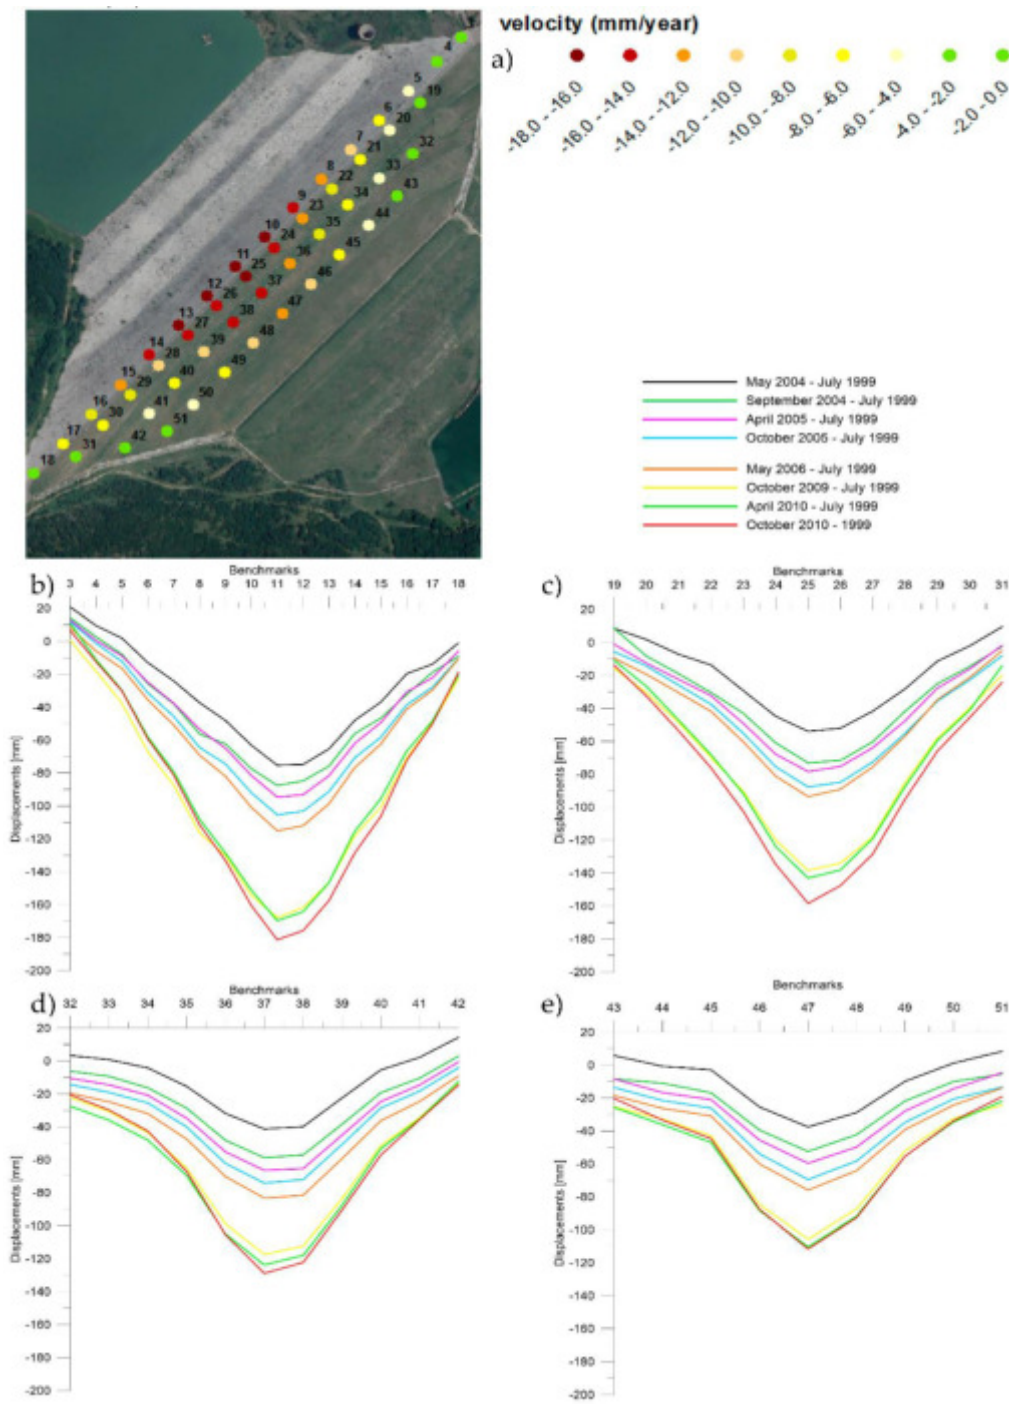 velocity (mm/year)
a)
-18.0 - -16.0
-16.0 - -14.0
-14.0 - -12.0
-12.0 - -10.0
-10.0 - -8.0
-8.0 - -6.0
-6.0 - -4.0
-4.0 - -2.0
-2.0 - 0.0
3
4
5
19
6
20
32
7
21
33
8
22
43
9
34
23
44
10
35
24
45
11
36
25
46
12
37
26
47
13
38
27
48
14
39
28
49
15
40
29
50
16
41
30
51
17
42
31
18
May 2004 - July 1999
September 2004 - July 1999
April 2005 - July 1999
October 2005 - July 1999
May 2006 - July 1999
October 2009 - July 1999
April 2010 - July 1999
October 2010 - 1999
b)
Benchmarks
3 4 5 6 7 8 9 10 11 12 13 14 15 16 17 18
20
0
-20
-40
-60
-80
-100
-120
-140
-160
-180
-200
Displacements [mm]
c)
Benchmarks
19 20 21 22 23 24 25 26 27 28 29 30 31
20
0
-20
-40
-60
-80
-100
-120
-140
-160
-180
-200
Displacements [mm]
d)
Benchmarks
32 33 34 35 36 37 38 39 40 41 42
20
0
-20
-40
-60
-80
-100
-120
-140
-160
-180
-200
Displacements [mm]
e)
Benchmarks
43 44 45 46 47 48 49 50 51
20
0
-20
-40
-60
-80
-100
-120
-140
-160
-180
-200
Displacements [mm]